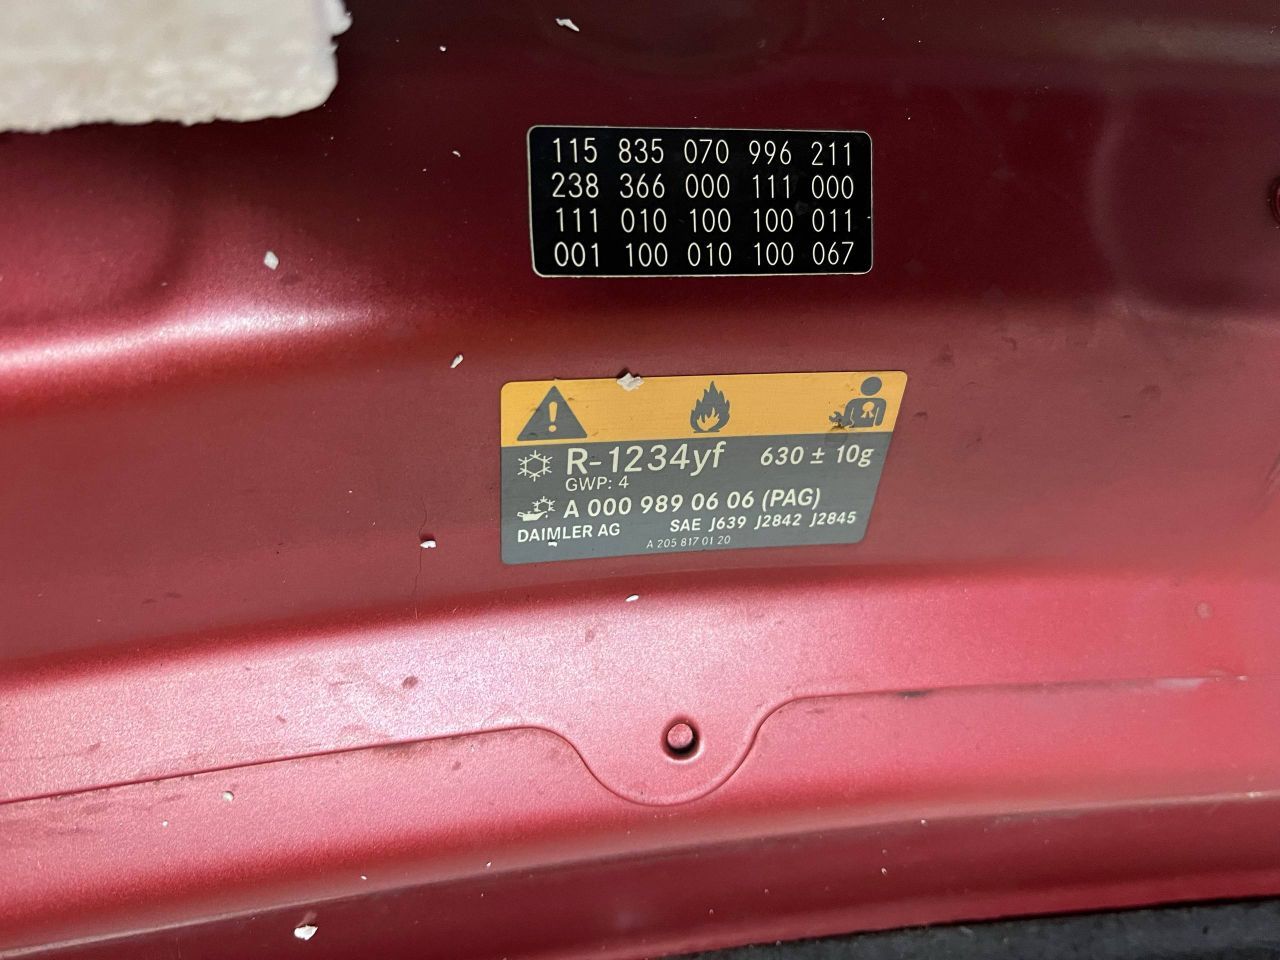 115 835 070 996 211
238 366 000 111 000
111 010 100 100 011
001 100 010 100 067
R-1234yf 630 ± 10g
GWP: 4
A 000 989 06 06 (PAG)
DAIMLER AG SAE J639 J2842 J2845
A 205 817 01 20